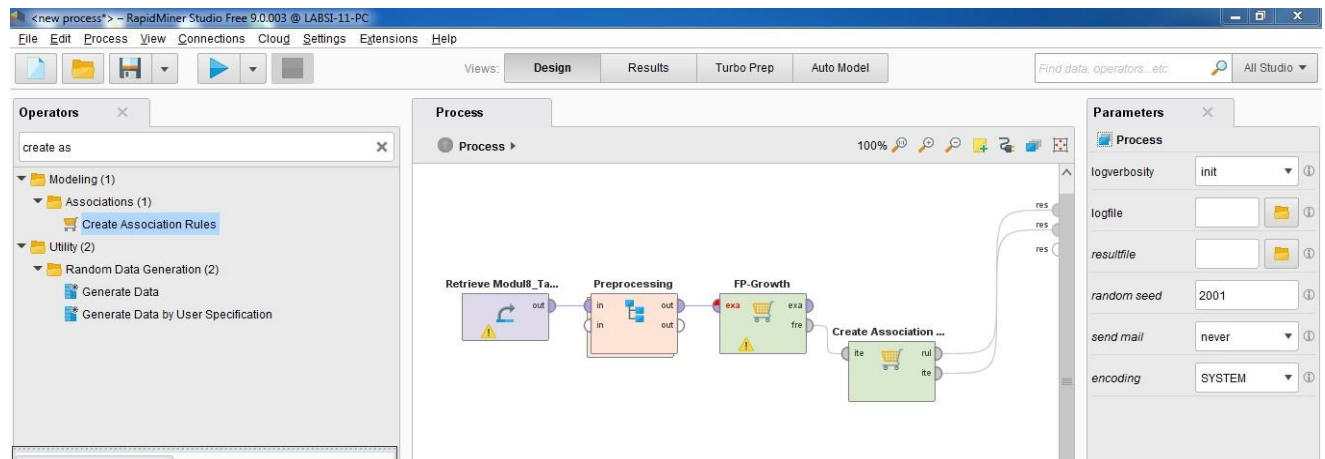 <new process*> – RapidMiner Studio Free 9.0.003 @ LABSI-11-PC
File Edit Process View Connections Cloud Settings Extensions Help
Views: Design Results Turbo Prep Auto Model Find data, operators...etc All Studio
Operators
create as
Modeling (1)
Associations (1)
Create Association Rules
Utility (2)
Random Data Generation (2)
Generate Data
Generate Data by User Specification
Process
Process
100%
res
res
res
Retrieve Modul8_Ta...
out
Preprocessing
in out
in out
FP-Growth
exa exa
fre
Create Association ...
ite rul
ite
Parameters
Process
logverbosity init
logfile
resultfile
random seed 2001
send mail never
encoding SYSTEM